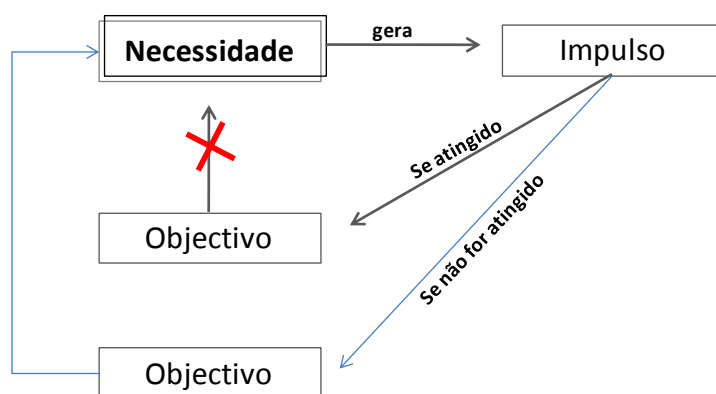 Necessidade
gera
Impulso
Se atingido
Objectivo
Se não for atingido
Objectivo